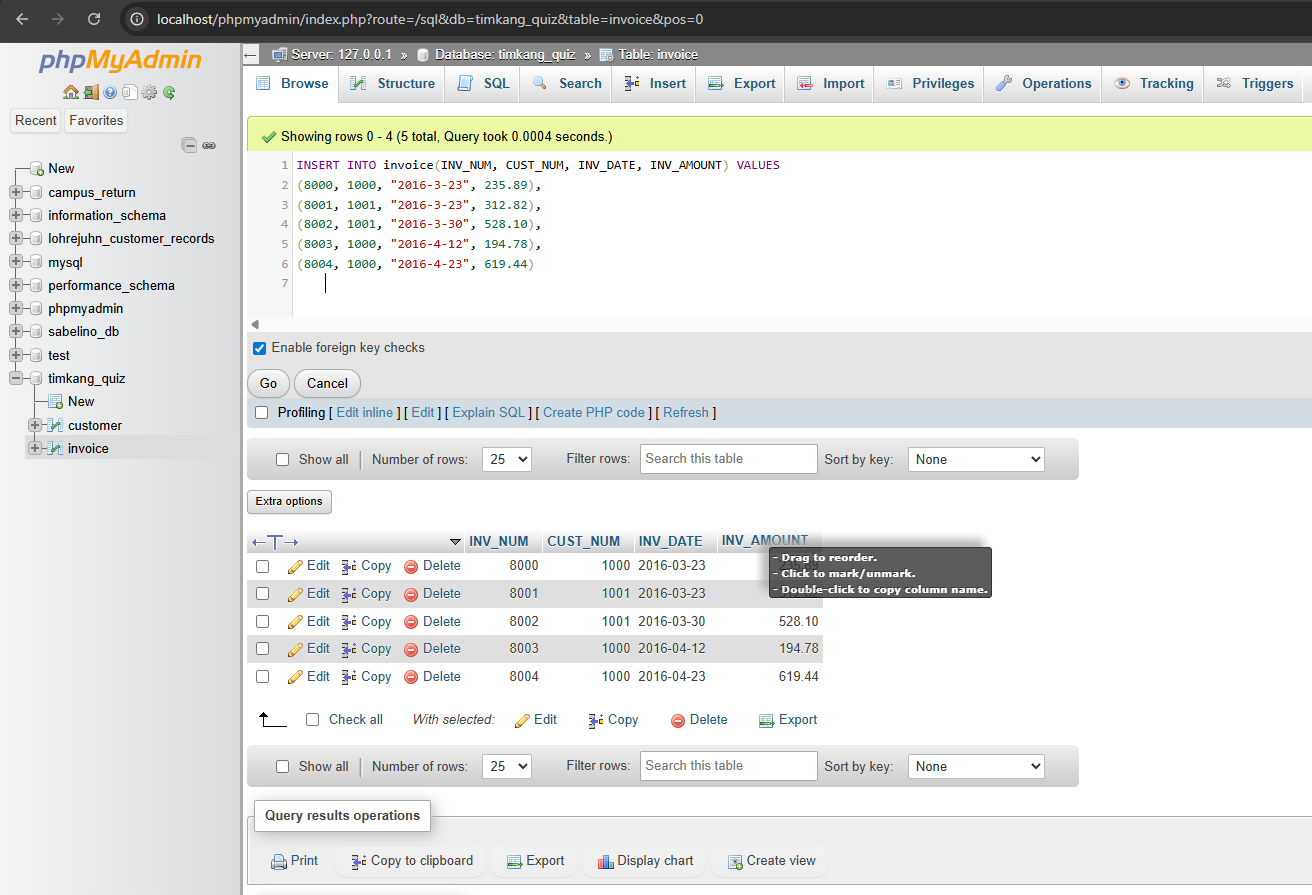 localhost/phpmyadmin/index.php?route=/sql&db=timkang_quiz&table=invoice&pos=0
phpMyAdmin
Recent Favorites
New
campus_return
information_schema
lohrejuhn_customer_records
mysql
performance_schema
phpmyadmin
sabelino_db
test
timkang_quiz
New
customer
invoice
Server: 127.0.0.1 » Database: timkang_quiz » Table: invoice
Browse Structure SQL Search Insert Export Import Privileges Operations Tracking Triggers
Showing rows 0 - 4 (5 total, Query took 0.0004 seconds.)
1 INSERT INTO invoice(INV_NUM, CUST_NUM, INV_DATE, INV_AMOUNT) VALUES
2 (8000, 1000, "2016-3-23", 235.89),
3 (8001, 1001, "2016-3-23", 312.82),
4 (8002, 1001, "2016-3-30", 528.10),
5 (8003, 1000, "2016-4-12", 194.78),
6 (8004, 1000, "2016-4-23", 619.44)
7
Enable foreign key checks
Go Cancel
Profiling [ Edit inline ] [ Edit ] [ Explain SQL ] [ Create PHP code ] [ Refresh ]
Show all Number of rows: 25 Filter rows: Search this table Sort by key: None
Extra options
INV_NUM CUST_NUM INV_DATE INV_AMOUNT
- Drag to reorder.
- Click to mark/unmark.
- Double-click to copy column name.
Edit Copy Delete 8000 1000 2016-03-23
Edit Copy Delete 8001 1001 2016-03-23
Edit Copy Delete 8002 1001 2016-03-30 528.10
Edit Copy Delete 8003 1000 2016-04-12 194.78
Edit Copy Delete 8004 1000 2016-04-23 619.44
Check all With selected: Edit Copy Delete Export
Show all Number of rows: 25 Filter rows: Search this table Sort by key: None
Query results operations
Print Copy to clipboard Export Display chart Create view